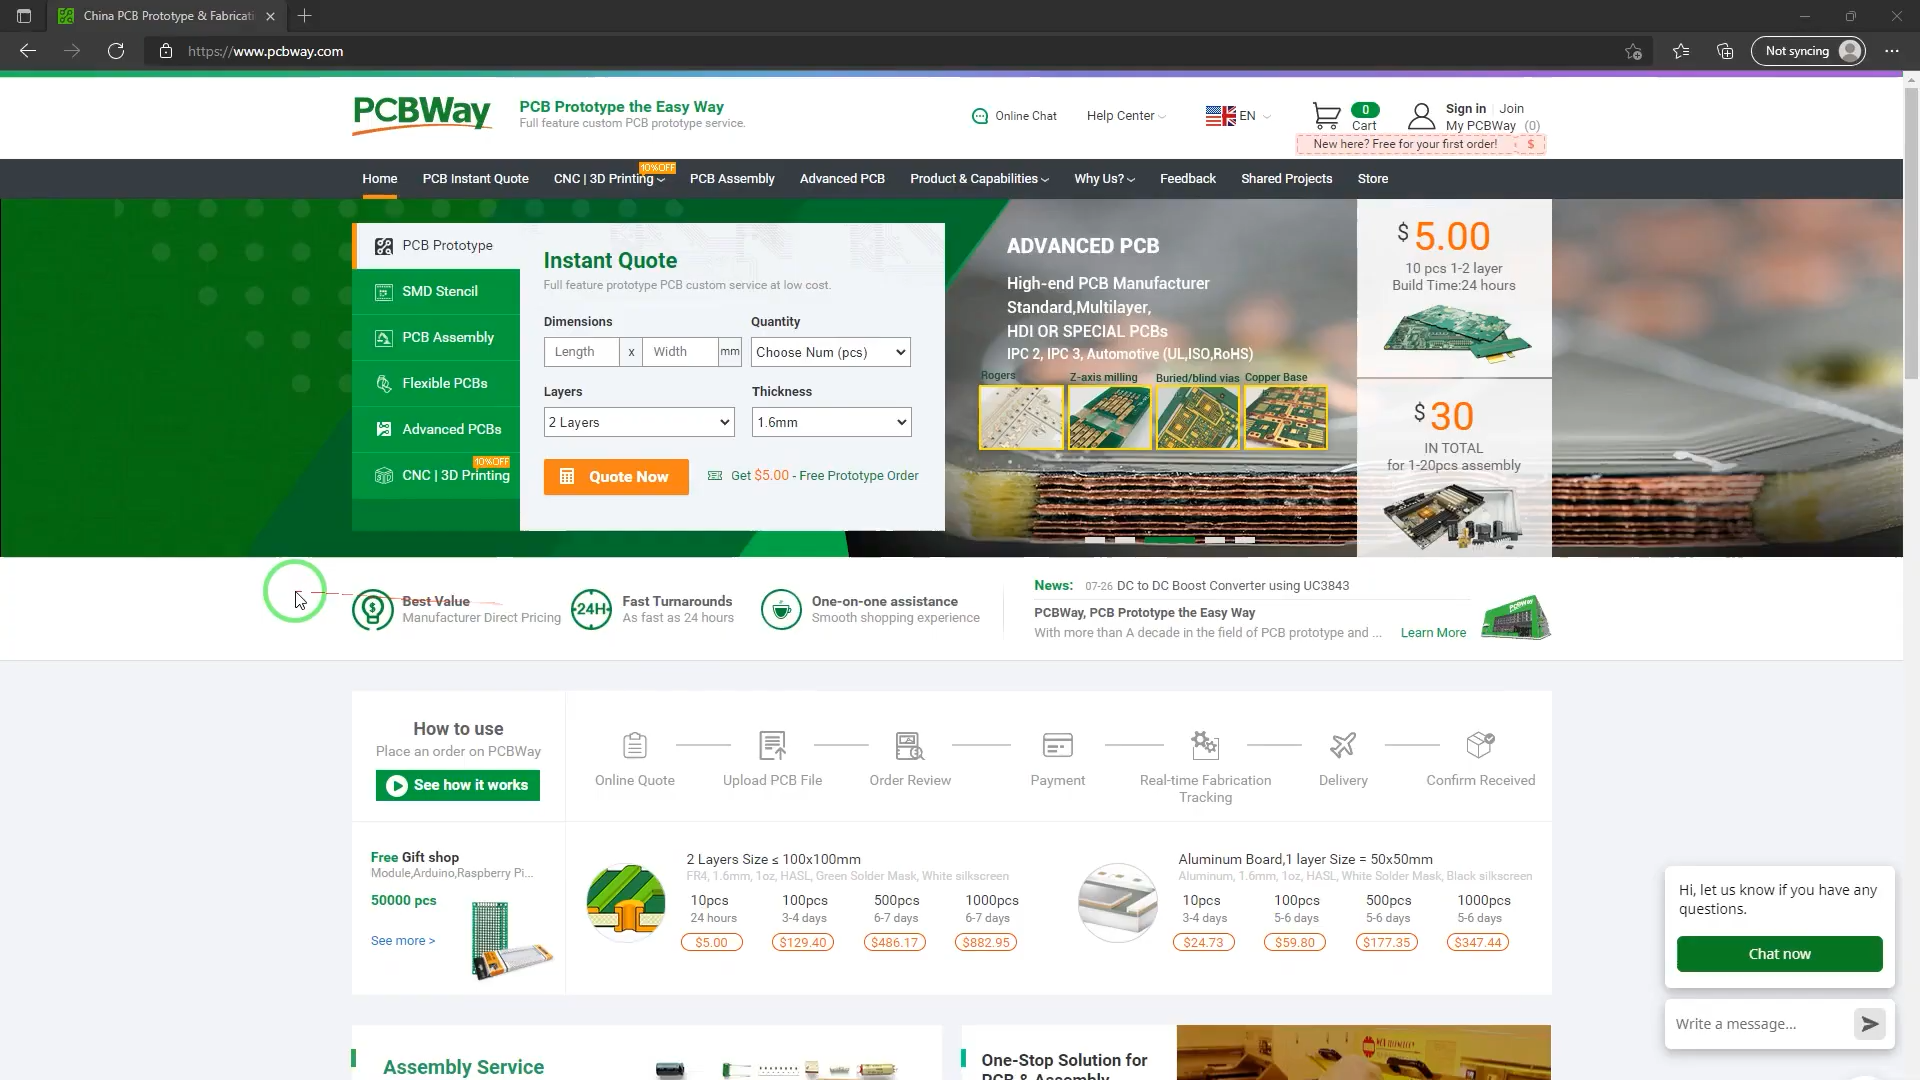 China PCB Prototype & Fabricati
https://www.pcbway.com
Not syncing
PCBWay
PCB Prototype the Easy Way
Full feature custom PCB prototype service.
Online Chat
Help Center
EN
0
Cart
Sign in
Join
My PCBWay (0)
New here? Free for your first order!
$
10%OFF
Home
PCB Instant Quote
CNC | 3D Printing
PCB Assembly
Advanced PCB
Product & Capabilities
Why Us?
Feedback
Shared Projects
Store
PCB Prototype
SMD Stencil
PCB Assembly
Flexible PCBs
Advanced PCBs
10%OFF
CNC | 3D Printing
Instant Quote
Full feature prototype PCB custom service at low cost.
Dimensions
Quantity
Length
x
Width
mm
Choose Num (pcs)
Layers
Thickness
2 Layers
1.6mm
Quote Now
Get $5.00 - Free Prototype Order
ADVANCED PCB
High-end PCB Manufacturer
Standard,Multilayer,
HDI OR SPECIAL PCBs
IPC 2, IPC 3, Automotive (UL,ISO,RoHS)
Rogers
Z-axis milling
Buried/blind vias
Copper Base
$5.00
10 pcs 1-2 layer
Build Time:24 hours
$30
IN TOTAL
for 1-20pcs assembly
Best Value
Manufacturer Direct Pricing
24H
Fast Turnarounds
As fast as 24 hours
One-on-one assistance
Smooth shopping experience
News: 07-26 DC to DC Boost Converter using UC3843
PCBWay, PCB Prototype the Easy Way
With more than A decade in the field of PCB prototype and ...
Learn More
How to use
Place an order on PCBWay
See how it works
Online Quote
Upload PCB File
Order Review
Payment
Real-time Fabrication
Tracking
Delivery
Confirm Received
Free Gift shop
Module,Arduino,Raspberry Pi...
50000 pcs
See more >
2 Layers Size ≤ 100x100mm
FR4, 1.6mm, 1oz, HASL, Green Solder Mask, White silkscreen
10pcs
100pcs
500pcs
1000pcs
24 hours
3-4 days
6-7 days
6-7 days
$5.00
$129.40
$486.17
$882.95
Aluminum Board,1 layer Size = 50x50mm
Aluminum, 1.6mm, 1oz, HASL, White Solder Mask, Black silkscreen
10pcs
100pcs
500pcs
1000pcs
3-4 days
5-6 days
5-6 days
5-6 days
$24.73
$59.80
$177.35
$347.44
Assembly Service
One-Stop Solution for
PCB & Assembly
Hi, let us know if you have any
questions.
Chat now
Write a message...